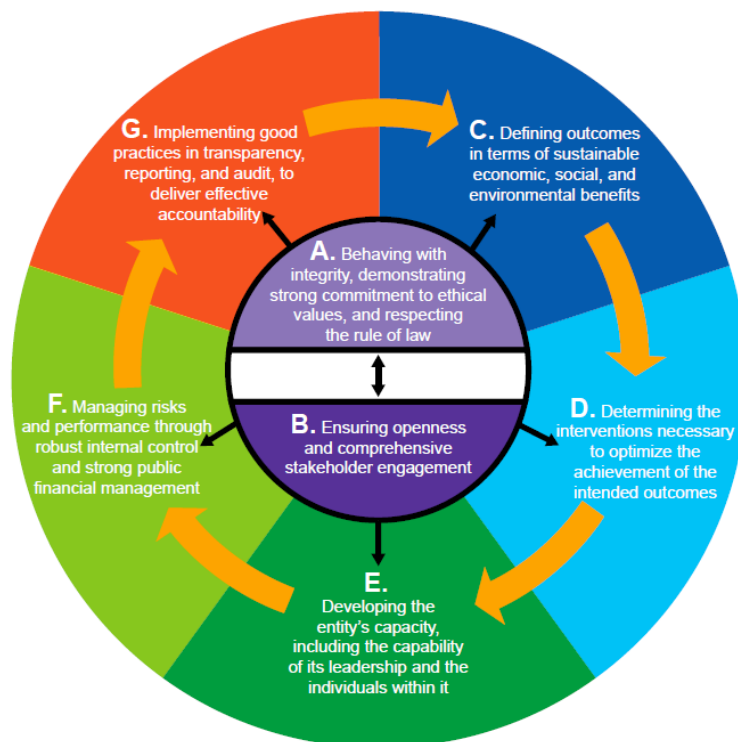 A. Behaving with
integrity, demonstrating
strong commitment to ethical
values, and respecting
the rule of law
B. Ensuring openness
and comprehensive
stakeholder engagement
C. Defining outcomes
in terms of sustainable
economic, social, and
environmental benefits
D. Determining the
interventions necessary
to optimize the
achievement of the
intended outcomes
E.
Developing the
entity's capacity,
including the capability
of its leadership and the
individuals within it
F. Managing risks
and performance through
robust internal control
and strong public
financial management
G. Implementing good
practices in transparency,
reporting, and audit, to
deliver effective
accountability